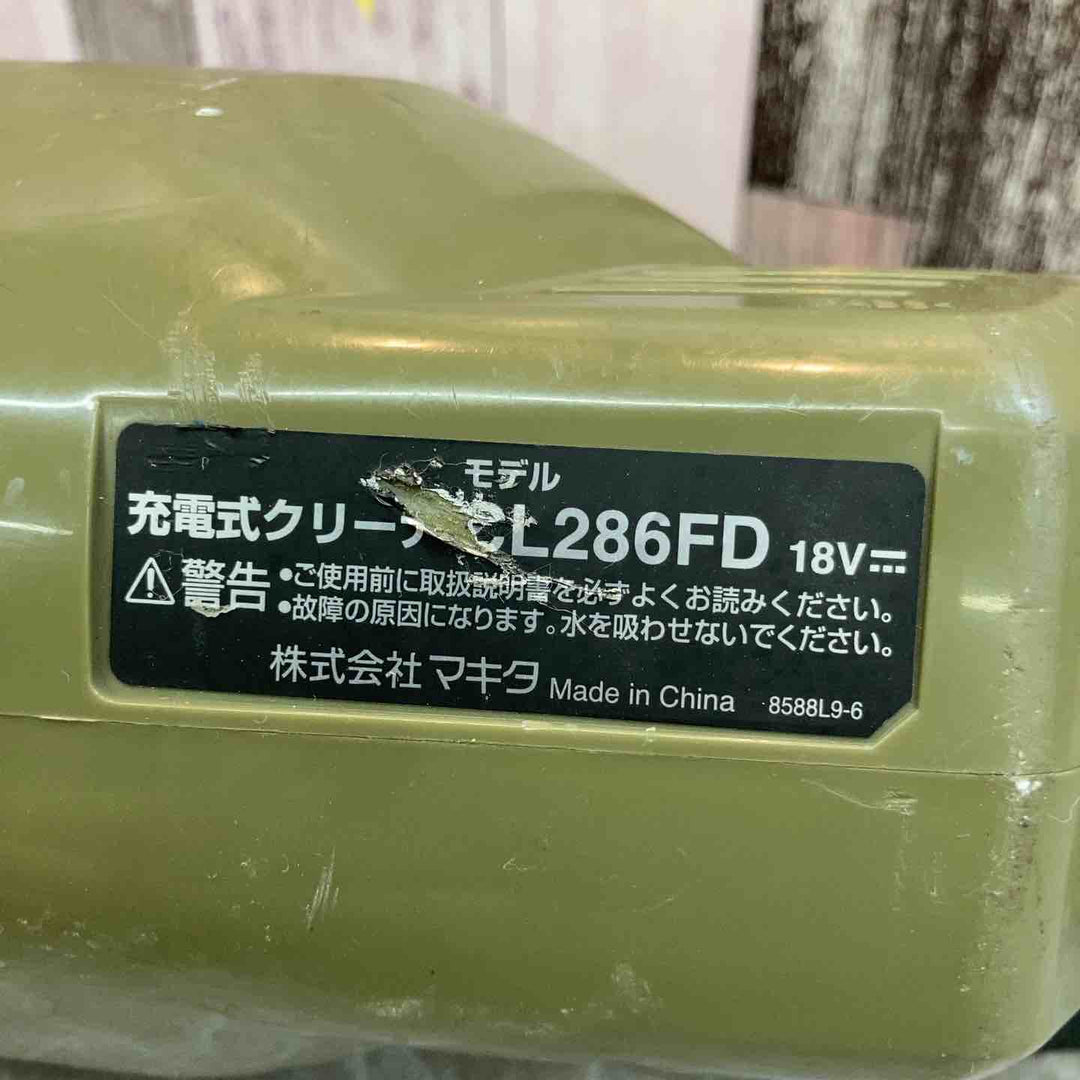 モデル
充電式クリーナ CL286FD 18V⎓
⚠警告 •ご使用前に取扱説明書を必ずよくお読みください。
•故障の原因になります。水を吸わせないでください。
株式会社 マキタ Made in China 8588L9-6